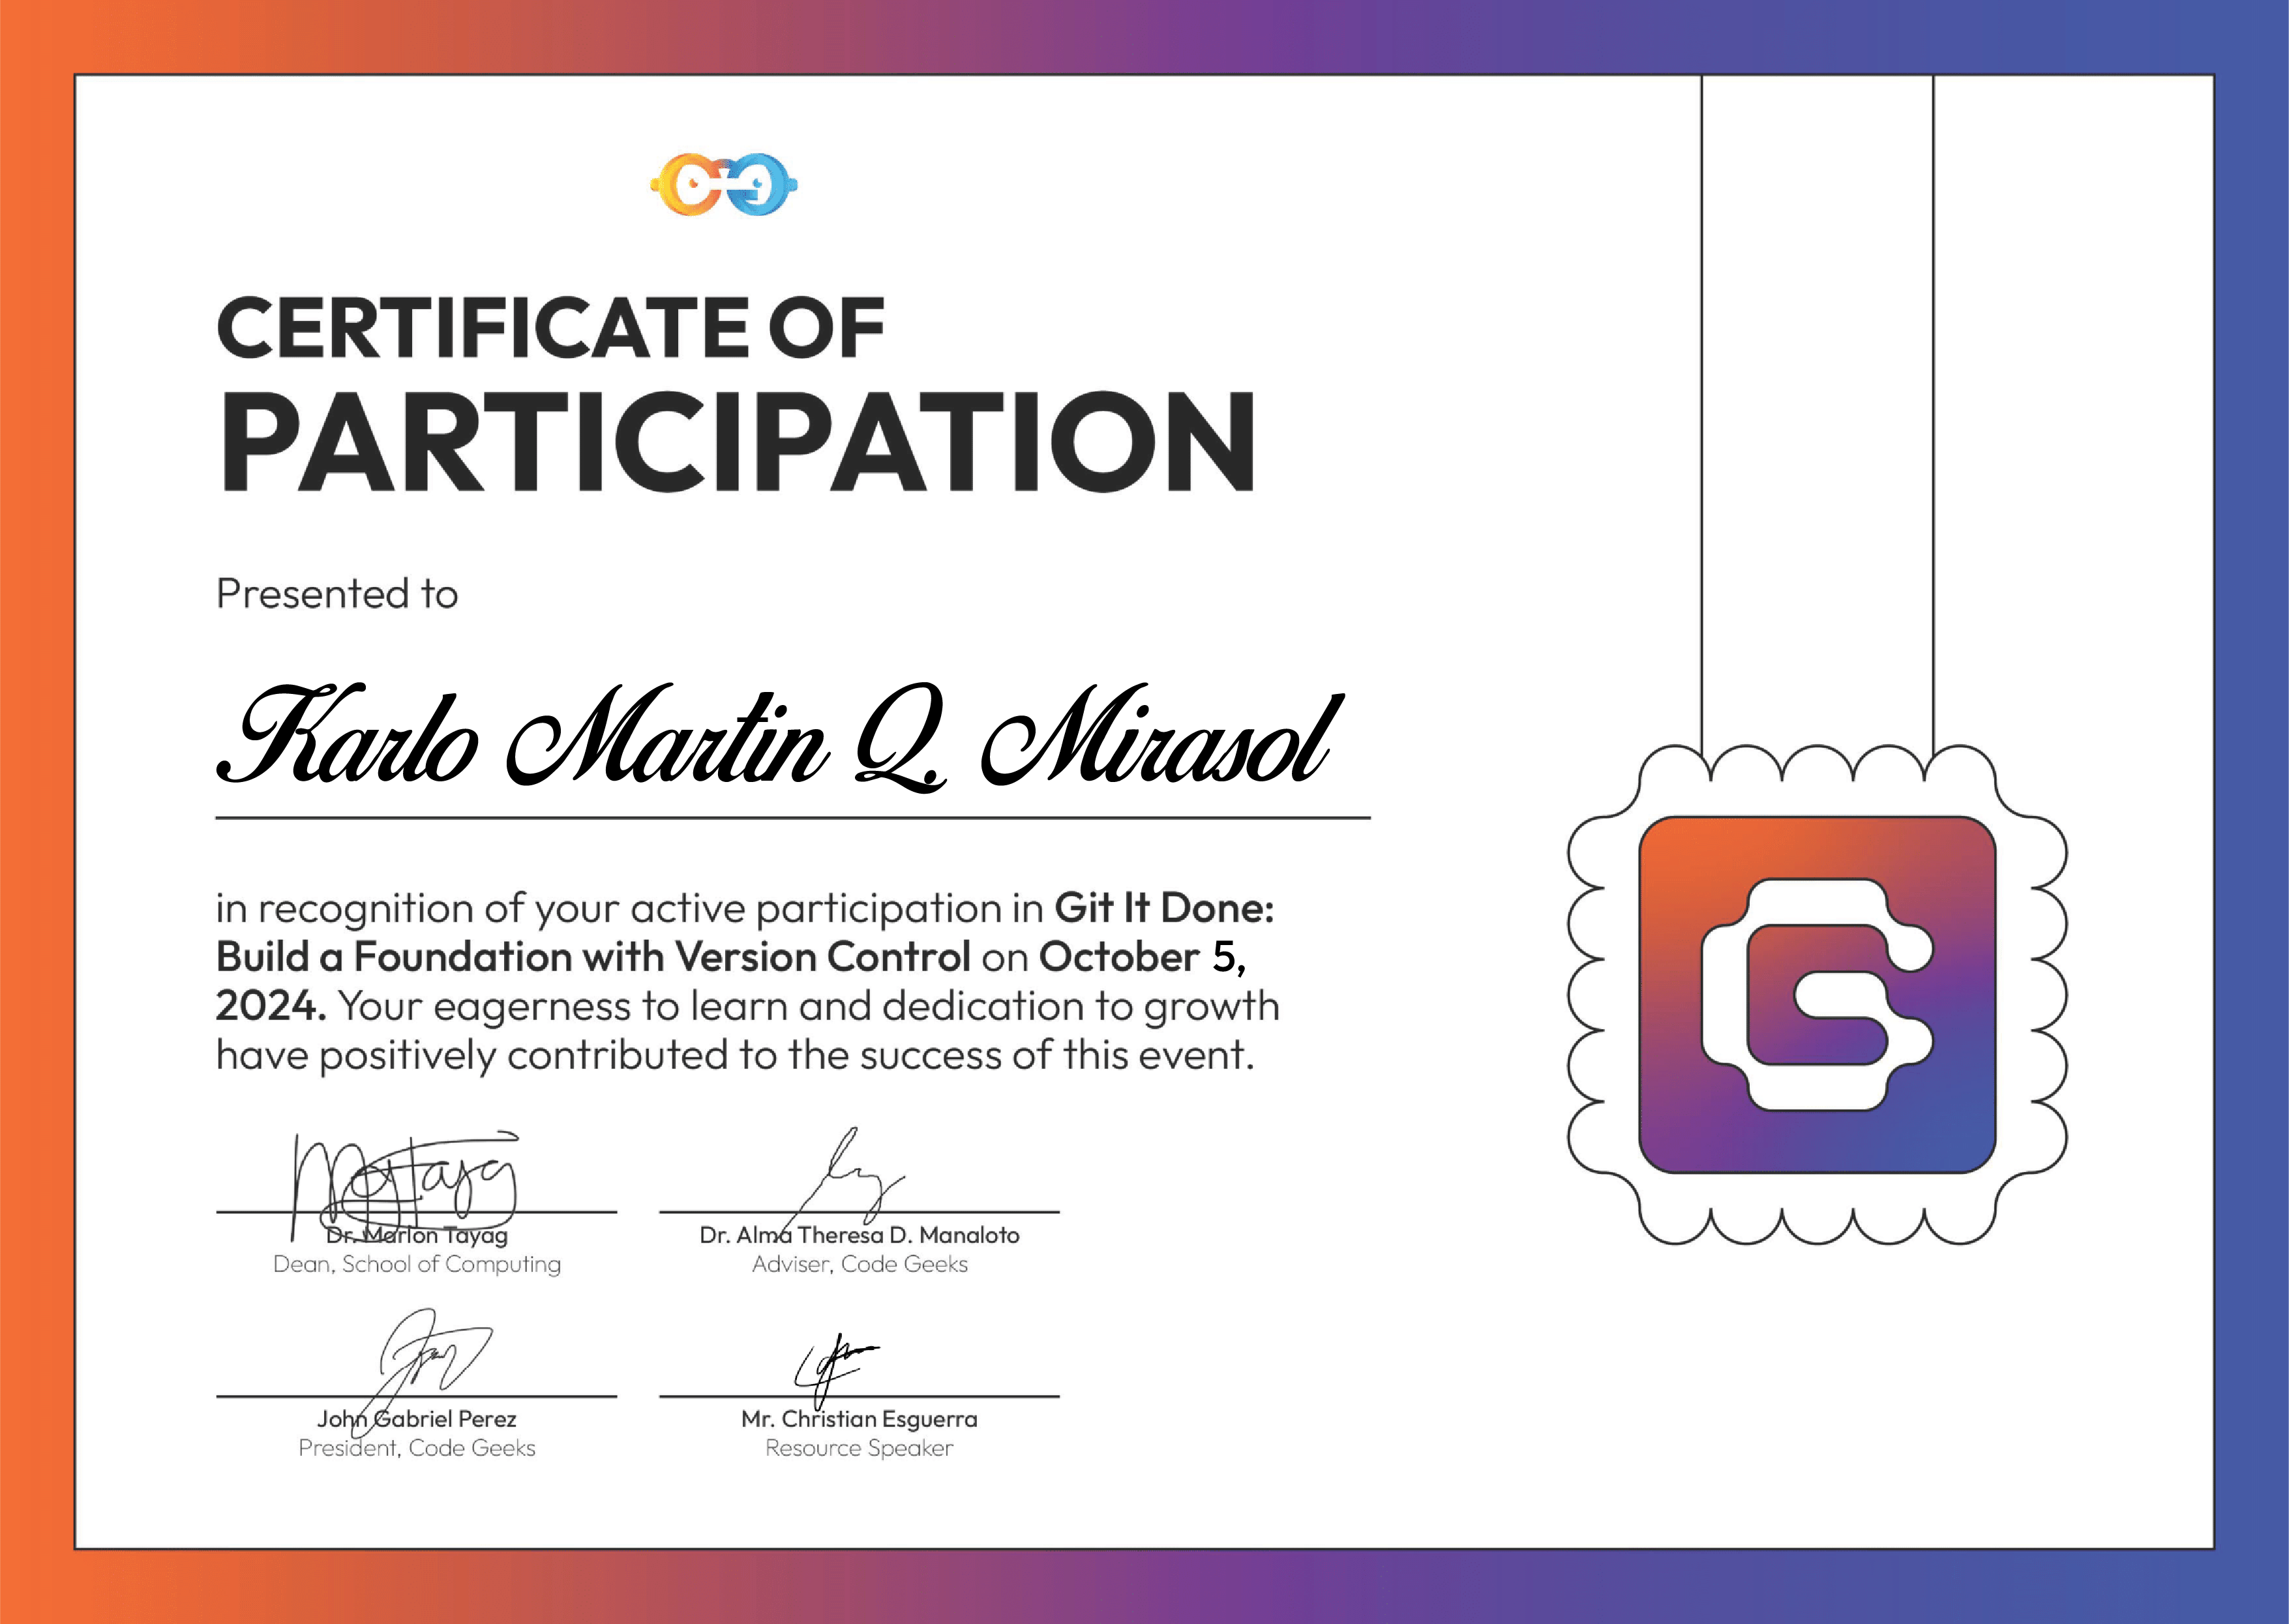 CERTIFICATE OF
PARTICIPATION
Presented to
Karlo Martin Q. Mirasol
in recognition of your active participation in Git It Done:
Build a Foundation with Version Control on October 5,
2024. Your eagerness to learn and dedication to growth
have positively contributed to the success of this event.
Dr. Marlon Tayag
Dean, School of Computing
Dr. Alma Theresa D. Manaloto
Adviser, Code Geeks
John Gabriel Perez
President, Code Geeks
Mr. Christian Esguerra
Resource Speaker